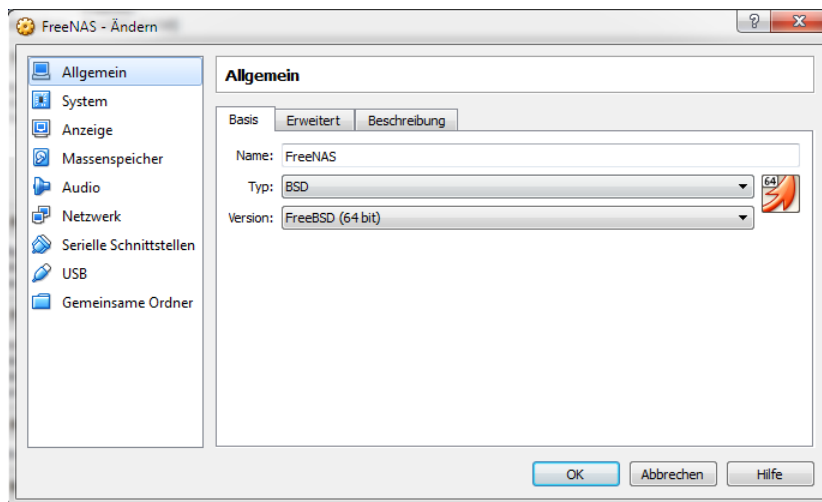 FreeNAS - Ändern
Allgemein
System
Anzeige
Massenspeicher
Audio
Netzwerk
Serielle Schnittstellen
USB
Gemeinsame Ordner
Allgemein
Basis Erweitert Beschreibung
Name: FreeNAS
Typ: BSD
64
Version: FreeBSD (64 bit)
OK Abbrechen Hilfe